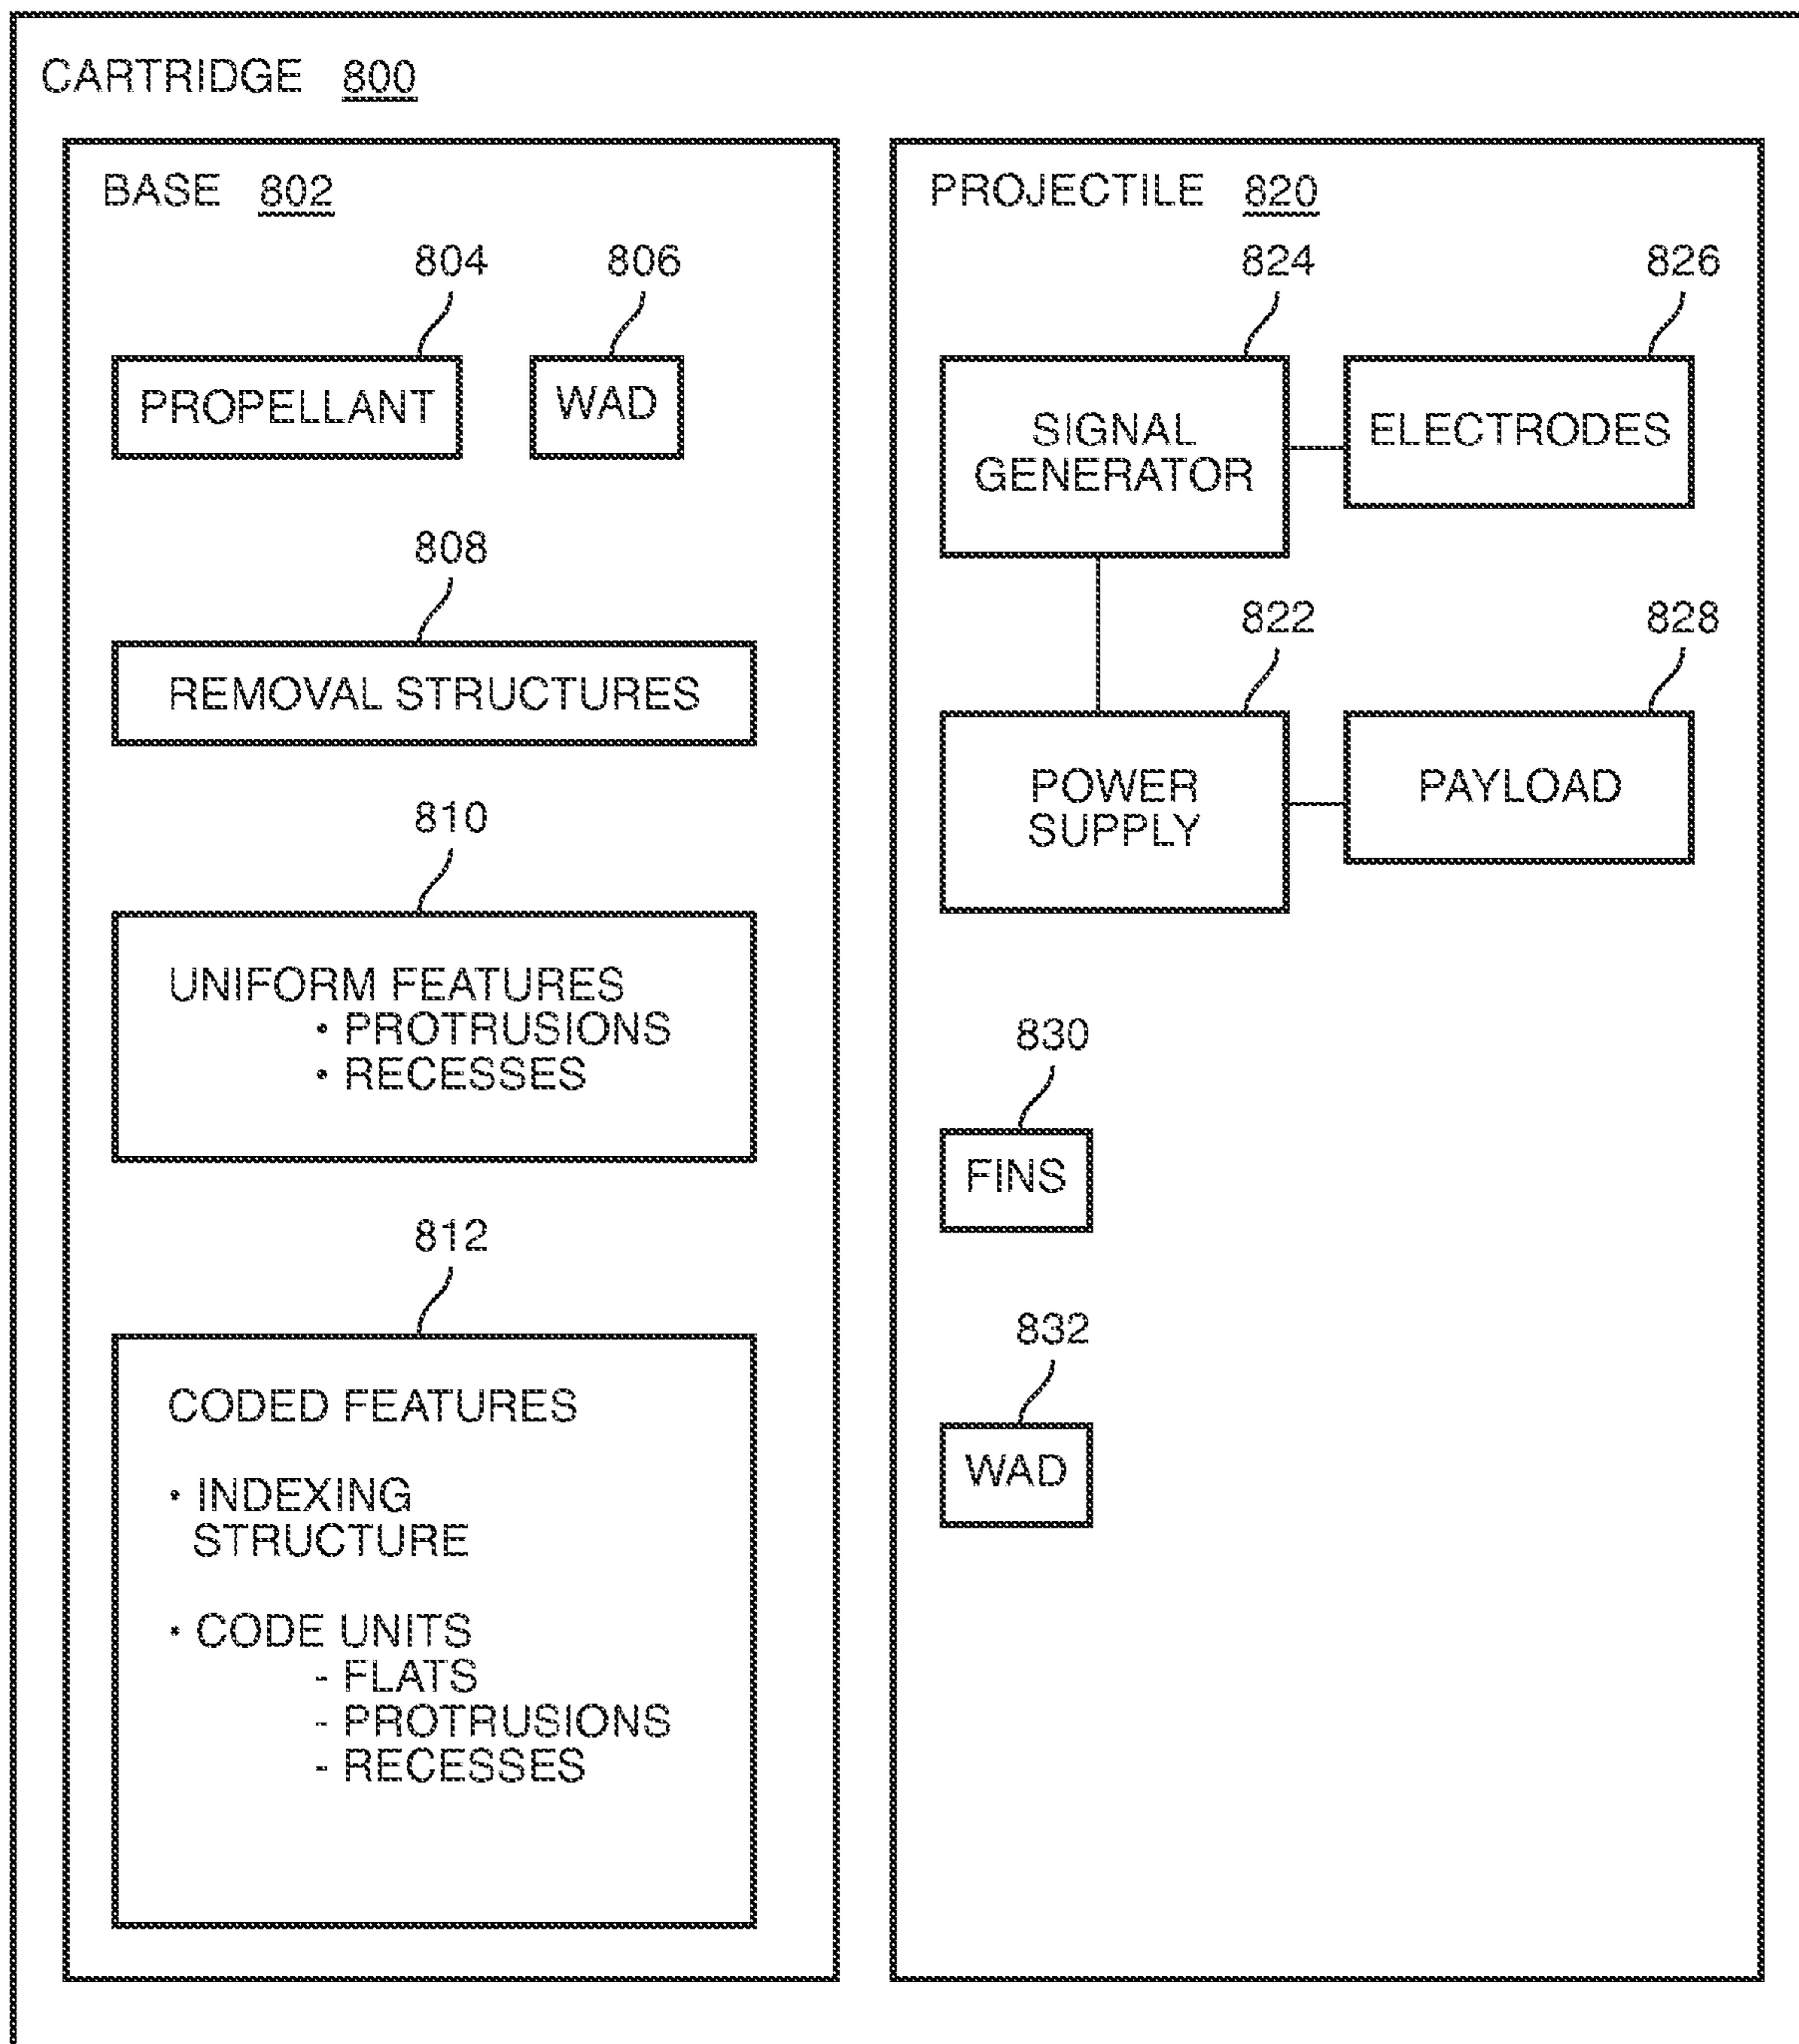 CARTRIDGE 800
BASE 802
804
806
PROPELLANT
WAD
808
REMOVAL STRUCTURES
810
UNIFORM FEATURES
• PROTRUSIONS
• RECESSES
812
CODED FEATURES
• INDEXING
STRUCTURE
• CODE UNITS
- FLATS
- PROTRUSIONS
- RECESSES
PROJECTILE 820
824
826
SIGNAL
GENERATOR
ELECTRODES
822
828
POWER
SUPPLY
PAYLOAD
830
FINS
832
WAD